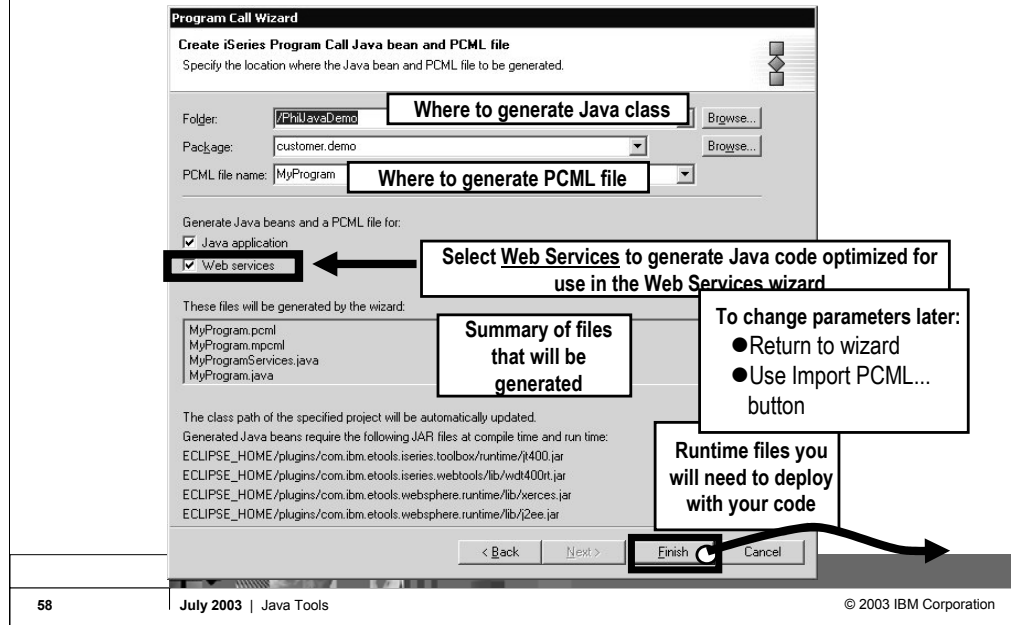 Program Call Wizard
Create iSeries Program Call Java bean and PCML file
Specify the location where the Java bean and PCML file to be generated.
Folder: /PhilJavaDemo
Where to generate Java class
Browse...
Package: customer.demo
Browse...
PCML file name: MyProgram
Where to generate PCML file
Generate Java beans and a PCML file for:
Java application
Web services
Select Web Services to generate Java code optimized for
use in the Web Services wizard
These files will be generated by the wizard:
MyProgram.pcml
MyProgram.mpcml
MyProgramServices.java
MyProgram.java
Summary of files
that will be
generated
To change parameters later:
●Return to wizard
●Use Import PCML...
button
The class path of the specified project will be automatically updated.
Generated Java beans require the following JAR files at compile time and run time:
ECLIPSE_HOME/plugins/com.ibm.etools.iseries.toolbox/runtime/jt400.jar
ECLIPSE_HOME/plugins/com.ibm.etools.iseries.webtools/lib/wdt400rt.jar
ECLIPSE_HOME/plugins/com.ibm.etools.websphere.runtime/lib/xerces.jar
ECLIPSE_HOME/plugins/com.ibm.etools.websphere.runtime/lib/j2ee.jar
Runtime files you
will need to deploy
with your code
< Back
Next >
Finish
Cancel
58
July 2003 | Java Tools
© 2003 IBM Corporation